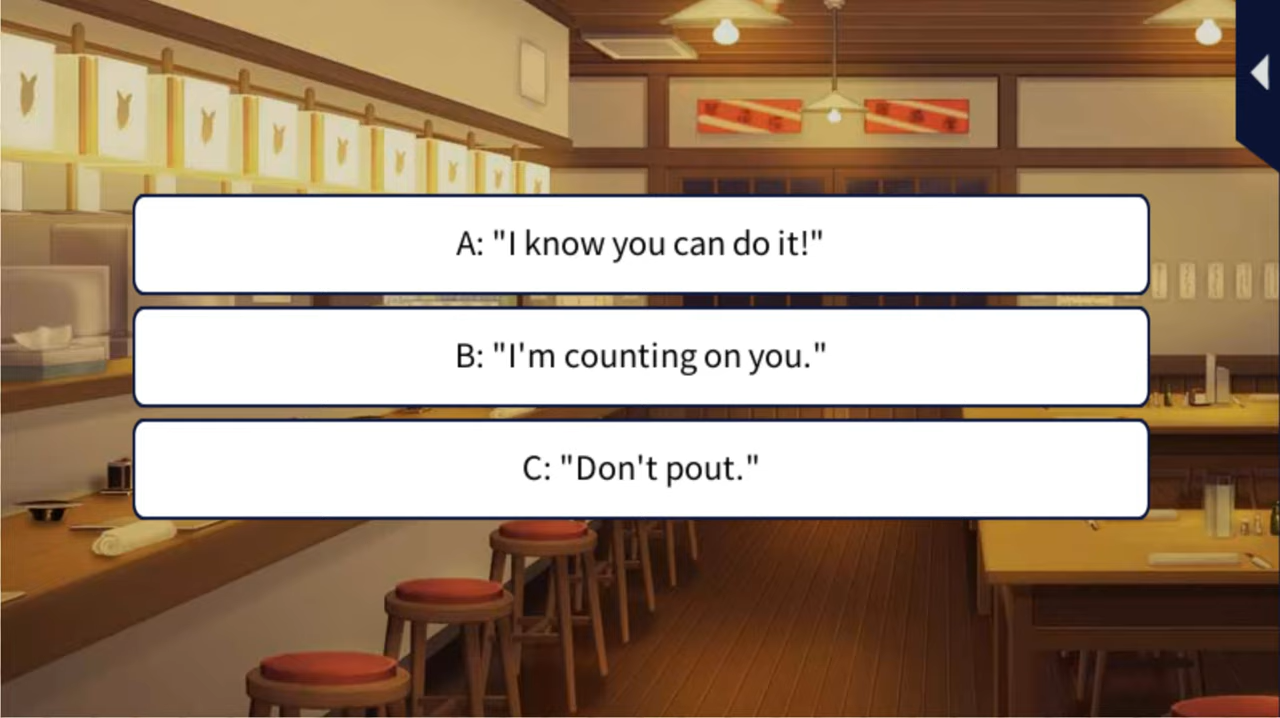 A: "I know you can do it!"
B: "I'm counting on you."
C: "Don't pout."